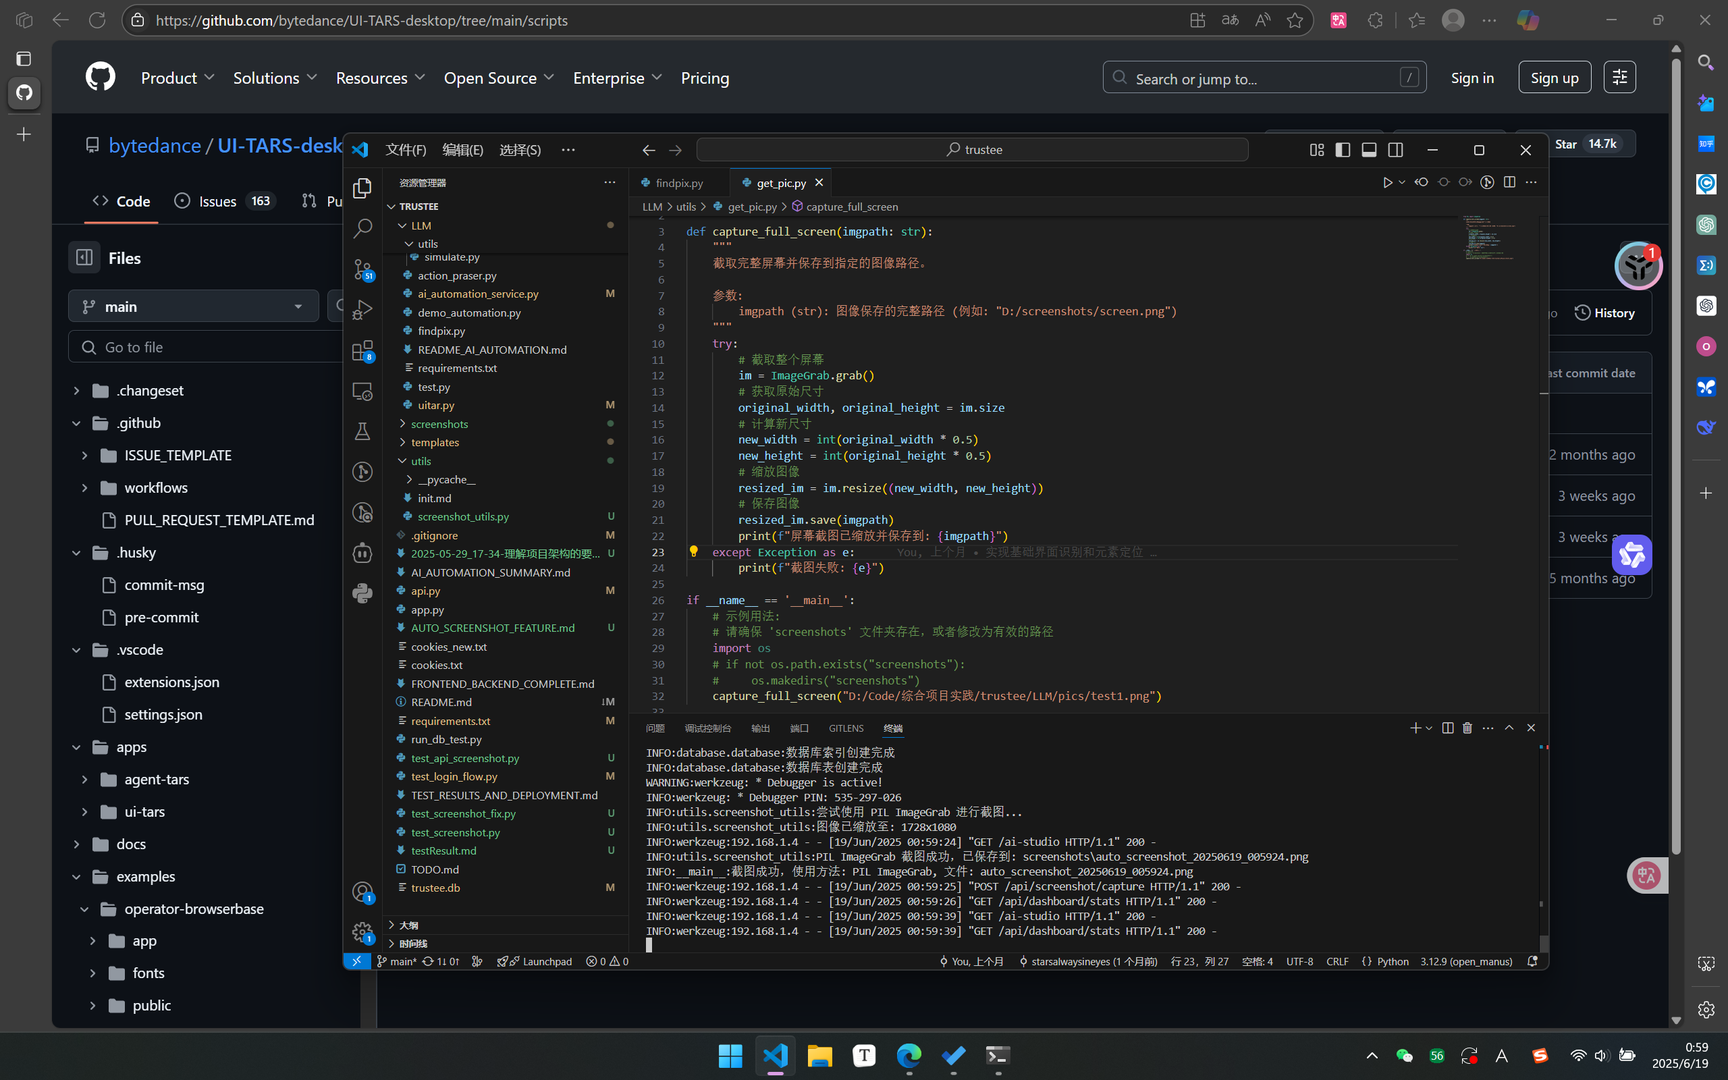 https://github.com/bytedance/UI-TARS-desktop/tree/main/scripts
Product
Solutions
Resources
Open Source
Enterprise
Pricing
Search or jump to...
/
Sign in
Sign up
bytedance / UI-TARS-desk
Star 14.7k
Code
Issues 163
Pu
Files
main
Go to file
.changeset
.github
ISSUE_TEMPLATE
workflows
PULL_REQUEST_TEMPLATE.md
.husky
commit-msg
pre-commit
.vscode
extensions.json
settings.json
apps
agent-tars
ui-tars
docs
examples
operator-browserbase
app
fonts
public
History
ast commit date
2 months ago
3 weeks ago
3 weeks ago
5 months ago
文件(F) 编辑(E) 选择(S) ···
trustee
资源管理器
TRUSTEE
LLM
utils
simulate.py
action_praser.py
ai_automation_service.py M
demo_automation.py
findpix.py
README_AI_AUTOMATION.md
requirements.txt
test.py
uitar.py M
screenshots
templates
utils
__pycache__
init.md
screenshot_utils.py U
.gitignore
2025-05-29_17-34-理解项目架构的要... U
AI_AUTOMATION_SUMMARY.md
api.py M
app.py
AUTO_SCREENSHOT_FEATURE.md U
cookies_new.txt
cookies.txt
FRONTEND_BACKEND_COMPLETE.md
README.md ↓M
requirements.txt M
run_db_test.py
test_api_screenshot.py U
test_login_flow.py M
TEST_RESULTS_AND_DEPLOYMENT.md
test_screenshot_fix.py U
test_screenshot.py U
testResult.md U
TODO.md
trustee.db M
大纲
时间线
findpix.py
get_pic.py
LLM > utils > get_pic.py > capture_full_screen
3 def capture_full_screen(imgpath: str):
4 """
5 截取完整屏幕并保存到指定的图像路径。
6
7 参数:
8 imgpath (str): 图像保存的完整路径 (例如: "D:/screenshots/screen.png")
9 """
10 try:
11 # 截取整个屏幕
12 im = ImageGrab.grab()
13 # 获取原始尺寸
14 original_width, original_height = im.size
15 # 计算新尺寸
16 new_width = int(original_width * 0.5)
17 new_height = int(original_height * 0.5)
18 # 缩放图像
19 resized_im = im.resize((new_width, new_height))
20 # 保存图像
21 resized_im.save(imgpath)
22 print(f"屏幕截图已缩放并保存到: {imgpath}")
23 except Exception as e: You, 上个月 • 实现基础界面识别和元素定位 …
24 print(f"截图失败: {e}")
25
26 if __name__ == '__main__':
27 # 示例用法:
28 # 请确保 'screenshots' 文件夹存在，或者修改为有效的路径
29 import os
30 # if not os.path.exists("screenshots"):
31 # os.makedirs("screenshots")
32 capture_full_screen("D:/Code/综合项目实践/trustee/LLM/pics/test1.png")
33
问题 调试控制台 输出 端口 GITLENS 终端
INFO:database.database:数据库索引创建完成
INFO:database.database:数据库表创建完成
WARNING:werkzeug: * Debugger is active!
INFO:werkzeug: * Debugger PIN: 535-297-026
INFO:utils.screenshot_utils:尝试使用 PIL ImageGrab 进行截图...
INFO:utils.screenshot_utils:图像已缩放至: 1728x1080
INFO:werkzeug:192.168.1.4 - - [19/Jun/2025 00:59:24] "GET /ai-studio HTTP/1.1" 200 -
INFO:utils.screenshot_utils:PIL ImageGrab 截图成功，已保存到: screenshots\auto_screenshot_20250619_005924.png
INFO:__main__:截图成功，使用方法: PIL ImageGrab, 文件: auto_screenshot_20250619_005924.png
INFO:werkzeug:192.168.1.4 - - [19/Jun/2025 00:59:25] "POST /api/screenshot/capture HTTP/1.1" 200 -
INFO:werkzeug:192.168.1.4 - - [19/Jun/2025 00:59:26] "GET /api/dashboard/stats HTTP/1.1" 200 -
INFO:werkzeug:192.168.1.4 - - [19/Jun/2025 00:59:39] "GET /ai-studio HTTP/1.1" 200 -
INFO:werkzeug:192.168.1.4 - - [19/Jun/2025 00:59:39] "GET /api/dashboard/stats HTTP/1.1" 200 -
main* 1↓ 0↑ Launchpad 0 0 You, 上个月 starsalwaysineyes (1 个月前) 行 23，列 27 空格: 4 UTF-8 CRLF {} Python 3.12.9 (open_manus)
56
0:59
2025/6/19